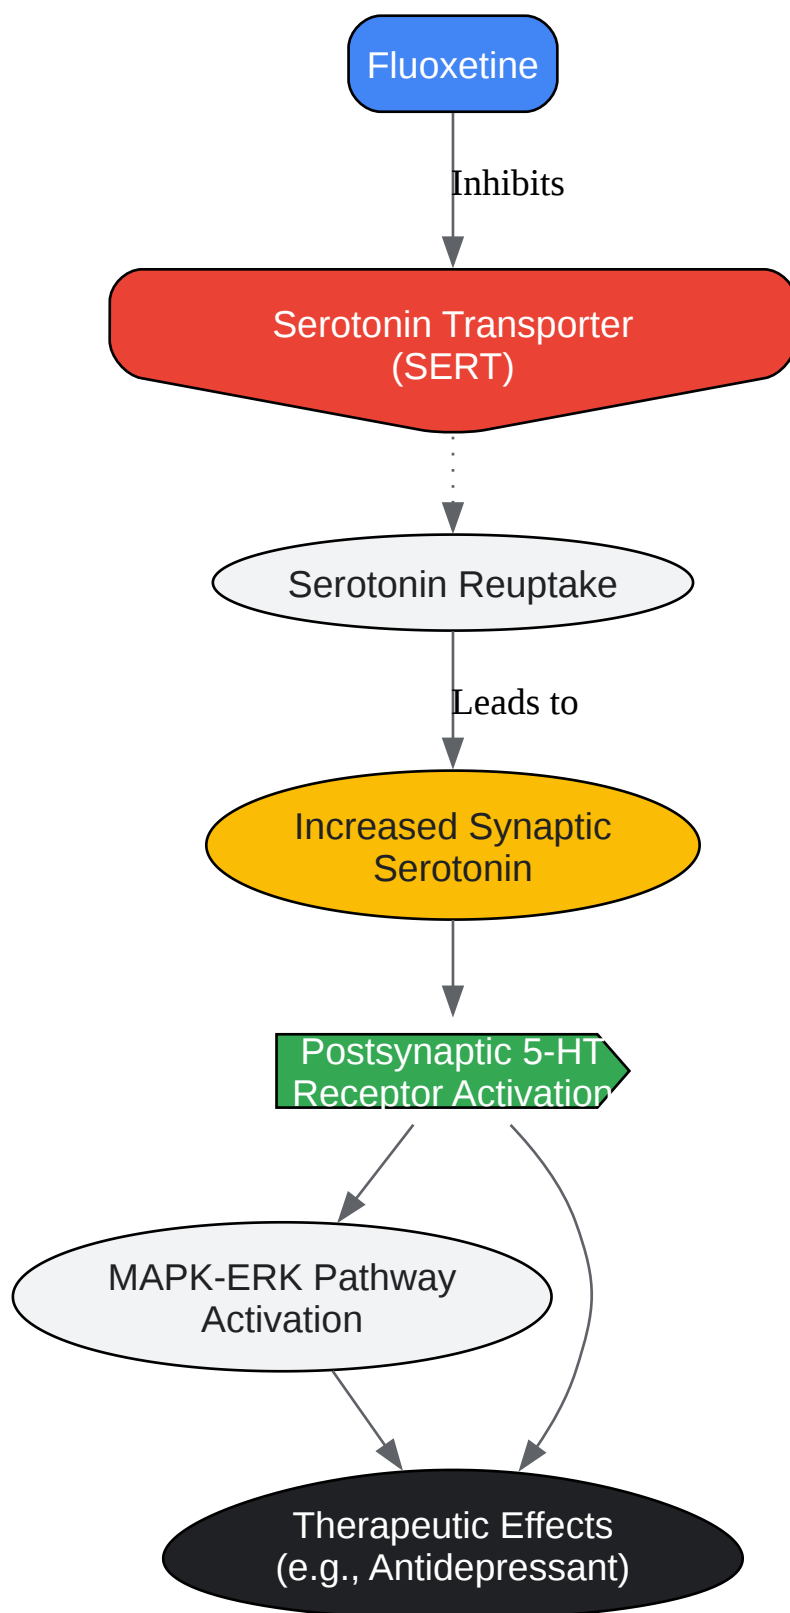 Fluoxetine
Inhibits
Serotonin Transporter
(SERT)
Serotonin Reuptake
Leads to
Increased Synaptic
Serotonin
Postsynaptic 5-HT
Receptor Activation
MAPK-ERK Pathway
Activation
Therapeutic Effects
(e.g., Antidepressant)